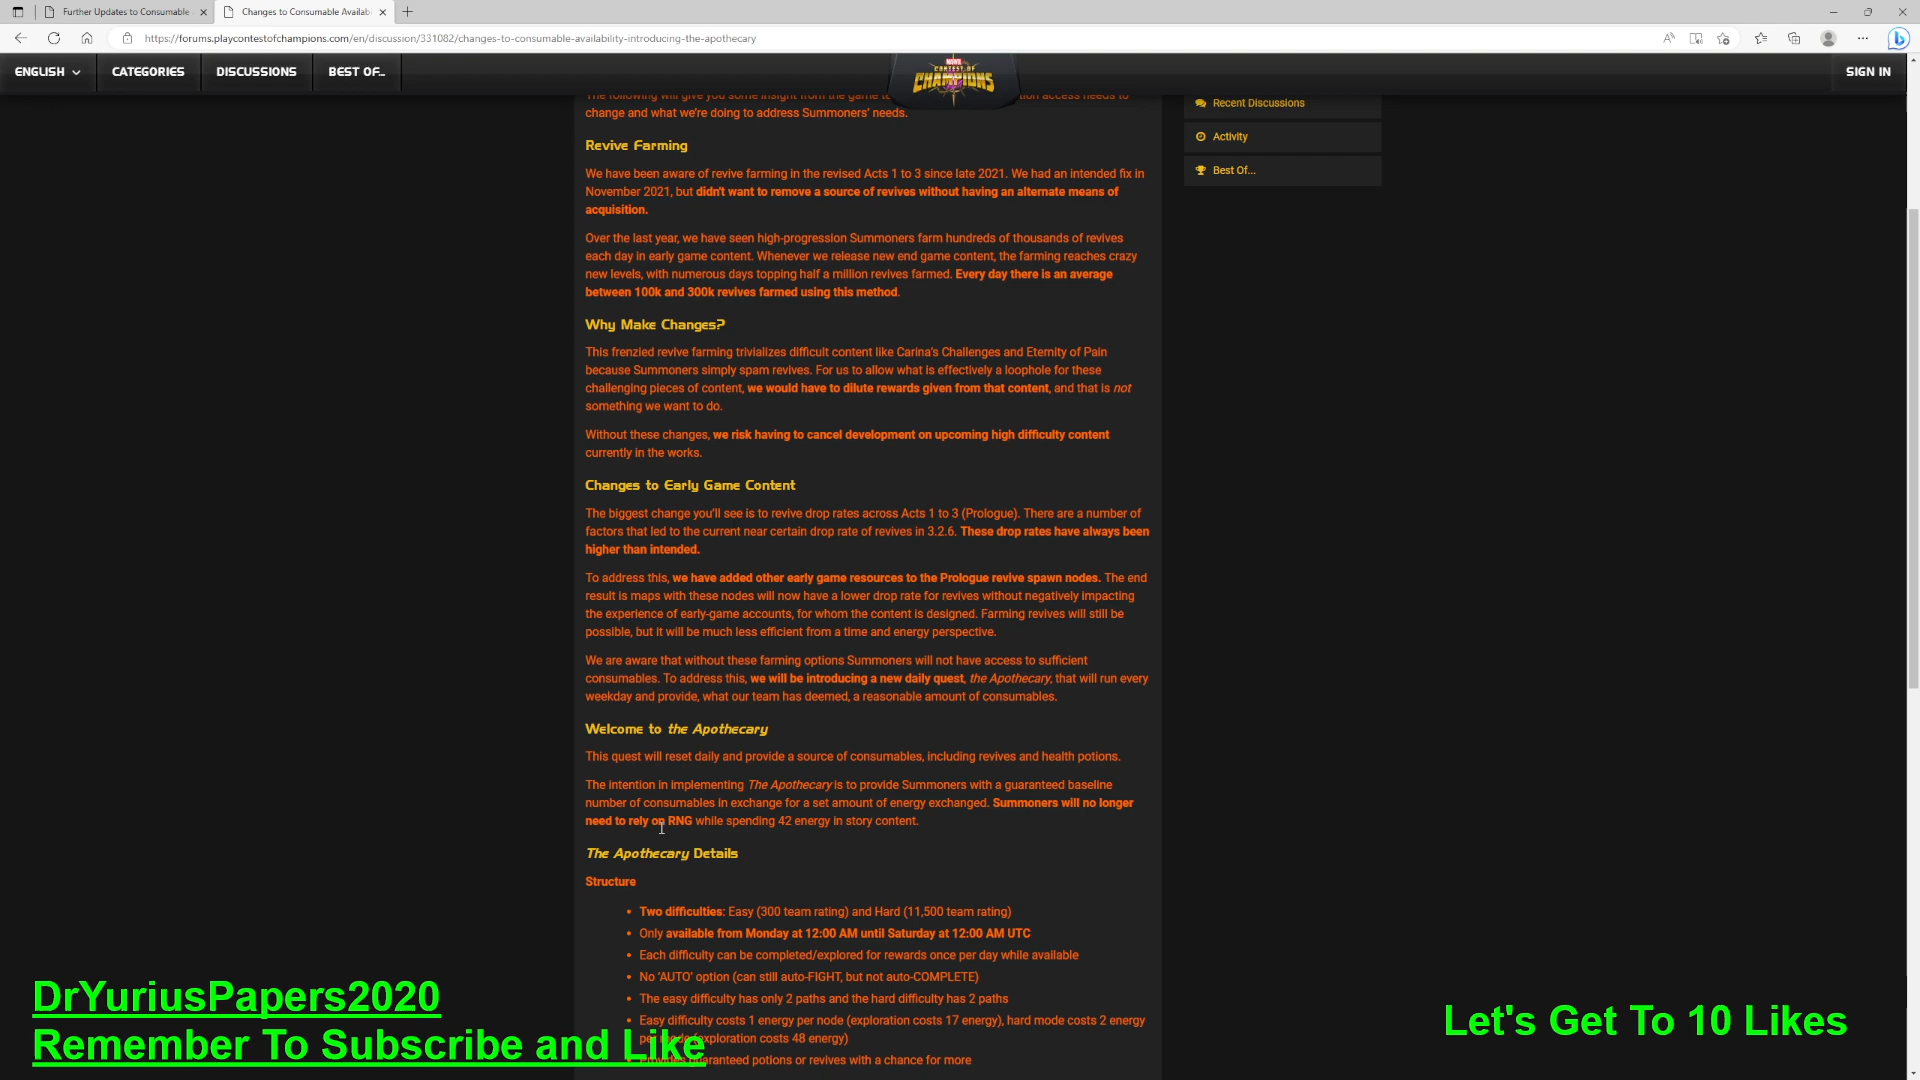 Further Updates to Consumable
Changes to Consumable Availab
https://forums.playcontestofchampions.com/en/discussion/331082/changes-to-consumable-availability-introducing-the-apothecary
ENGLISH CATEGORIES DISCUSSIONS BEST OF... MARVEL CONTEST OF CHAMPIONS SIGN IN
The following will give you some insight from the game te
tion access needs to
change and what we're doing to address Summoners' needs.
Recent Discussions
Activity
Best Of...
Revive Farming
We have been aware of revive farming in the revised Acts 1 to 3 since late 2021. We had an intended fix in
November 2021, but didn't want to remove a source of revives without having an alternate means of
acquisition.
Over the last year, we have seen high-progression Summoners farm hundreds of thousands of revives
each day in early game content. Whenever we release new end game content, the farming reaches crazy
new levels, with numerous days topping half a million revives farmed. Every day there is an average
between 100k and 300k revives farmed using this method.
Why Make Changes?
This frenzied revive farming trivializes difficult content like Carina's Challenges and Eternity of Pain
because Summoners simply spam revives. For us to allow what is effectively a loophole for these
challenging pieces of content, we would have to dilute rewards given from that content, and that is not
something we want to do.
Without these changes, we risk having to cancel development on upcoming high difficulty content
currently in the works.
Changes to Early Game Content
The biggest change you'll see is to revive drop rates across Acts 1 to 3 (Prologue). There are a number of
factors that led to the current near certain drop rate of revives in 3.2.6. These drop rates have always been
higher than intended.
To address this, we have added other early game resources to the Prologue revive spawn nodes. The end
result is maps with these nodes will now have a lower drop rate for revives without negatively impacting
the experience of early-game accounts, for whom the content is designed. Farming revives will still be
possible, but it will be much less efficient from a time and energy perspective.
We are aware that without these farming options Summoners will not have access to sufficient
consumables. To address this, we will be introducing a new daily quest, the Apothecary, that will run every
weekday and provide, what our team has deemed, a reasonable amount of consumables.
Welcome to the Apothecary
This quest will reset daily and provide a source of consumables, including revives and health potions.
The intention in implementing The Apothecary is to provide Summoners with a guaranteed baseline
number of consumables in exchange for a set amount of energy exchanged. Summoners will no longer
need to rely on RNG while spending 42 energy in story content.
The Apothecary Details
Structure
• Two difficulties: Easy (300 team rating) and Hard (11,500 team rating)
• Only available from Monday at 12:00 AM until Saturday at 12:00 AM UTC
• Each difficulty can be completed/explored for rewards once per day while available
• No 'AUTO' option (can still auto-FIGHT, but not auto-COMPLETE)
• The easy difficulty has only 2 paths and the hard difficulty has 2 paths
• Easy difficulty costs 1 energy per node (exploration costs 17 energy), hard mode costs 2 energy
per node (exploration costs 48 energy)
• Provides guaranteed potions or revives with a chance for more
DrYuriusPapers2020
Remember To Subscribe and Like
Let's Get To 10 Likes